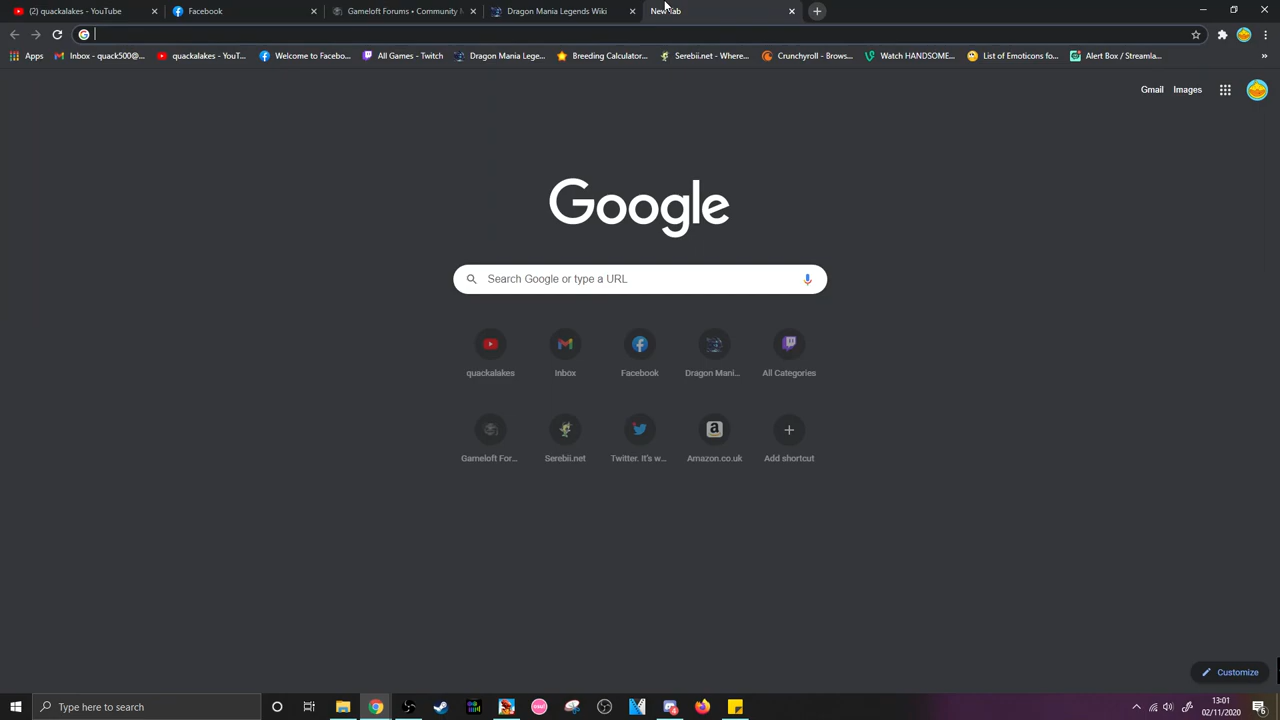 (2) quackalakes - YouTube
Facebook
Gameloft Forums • Community M
Dragon Mania Legends Wiki
New Tab
Apps
Inbox - quack500@...
quackalakes - YouT...
Welcome to Facebo...
All Games - Twitch
Dragon Mania Lege...
Breeding Calculator...
Serebii.net - Where...
Crunchyroll - Brows...
Watch HANDSOME...
List of Emoticons fo...
Alert Box / Streamla...
»
Gmail
Images
Google
Search Google or type a URL
quackalakes
Inbox
Facebook
Dragon Mani...
All Categories
Gameloft For...
Serebii.net
Twitter. It's w...
Amazon.co.uk
Add shortcut
Customize
Type here to search
osu!
4
13:01
02/11/2020
6